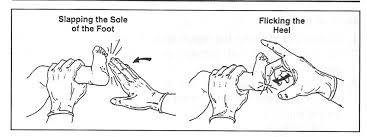 Slapping the Sole
of the Foot
Flicking the
Heel